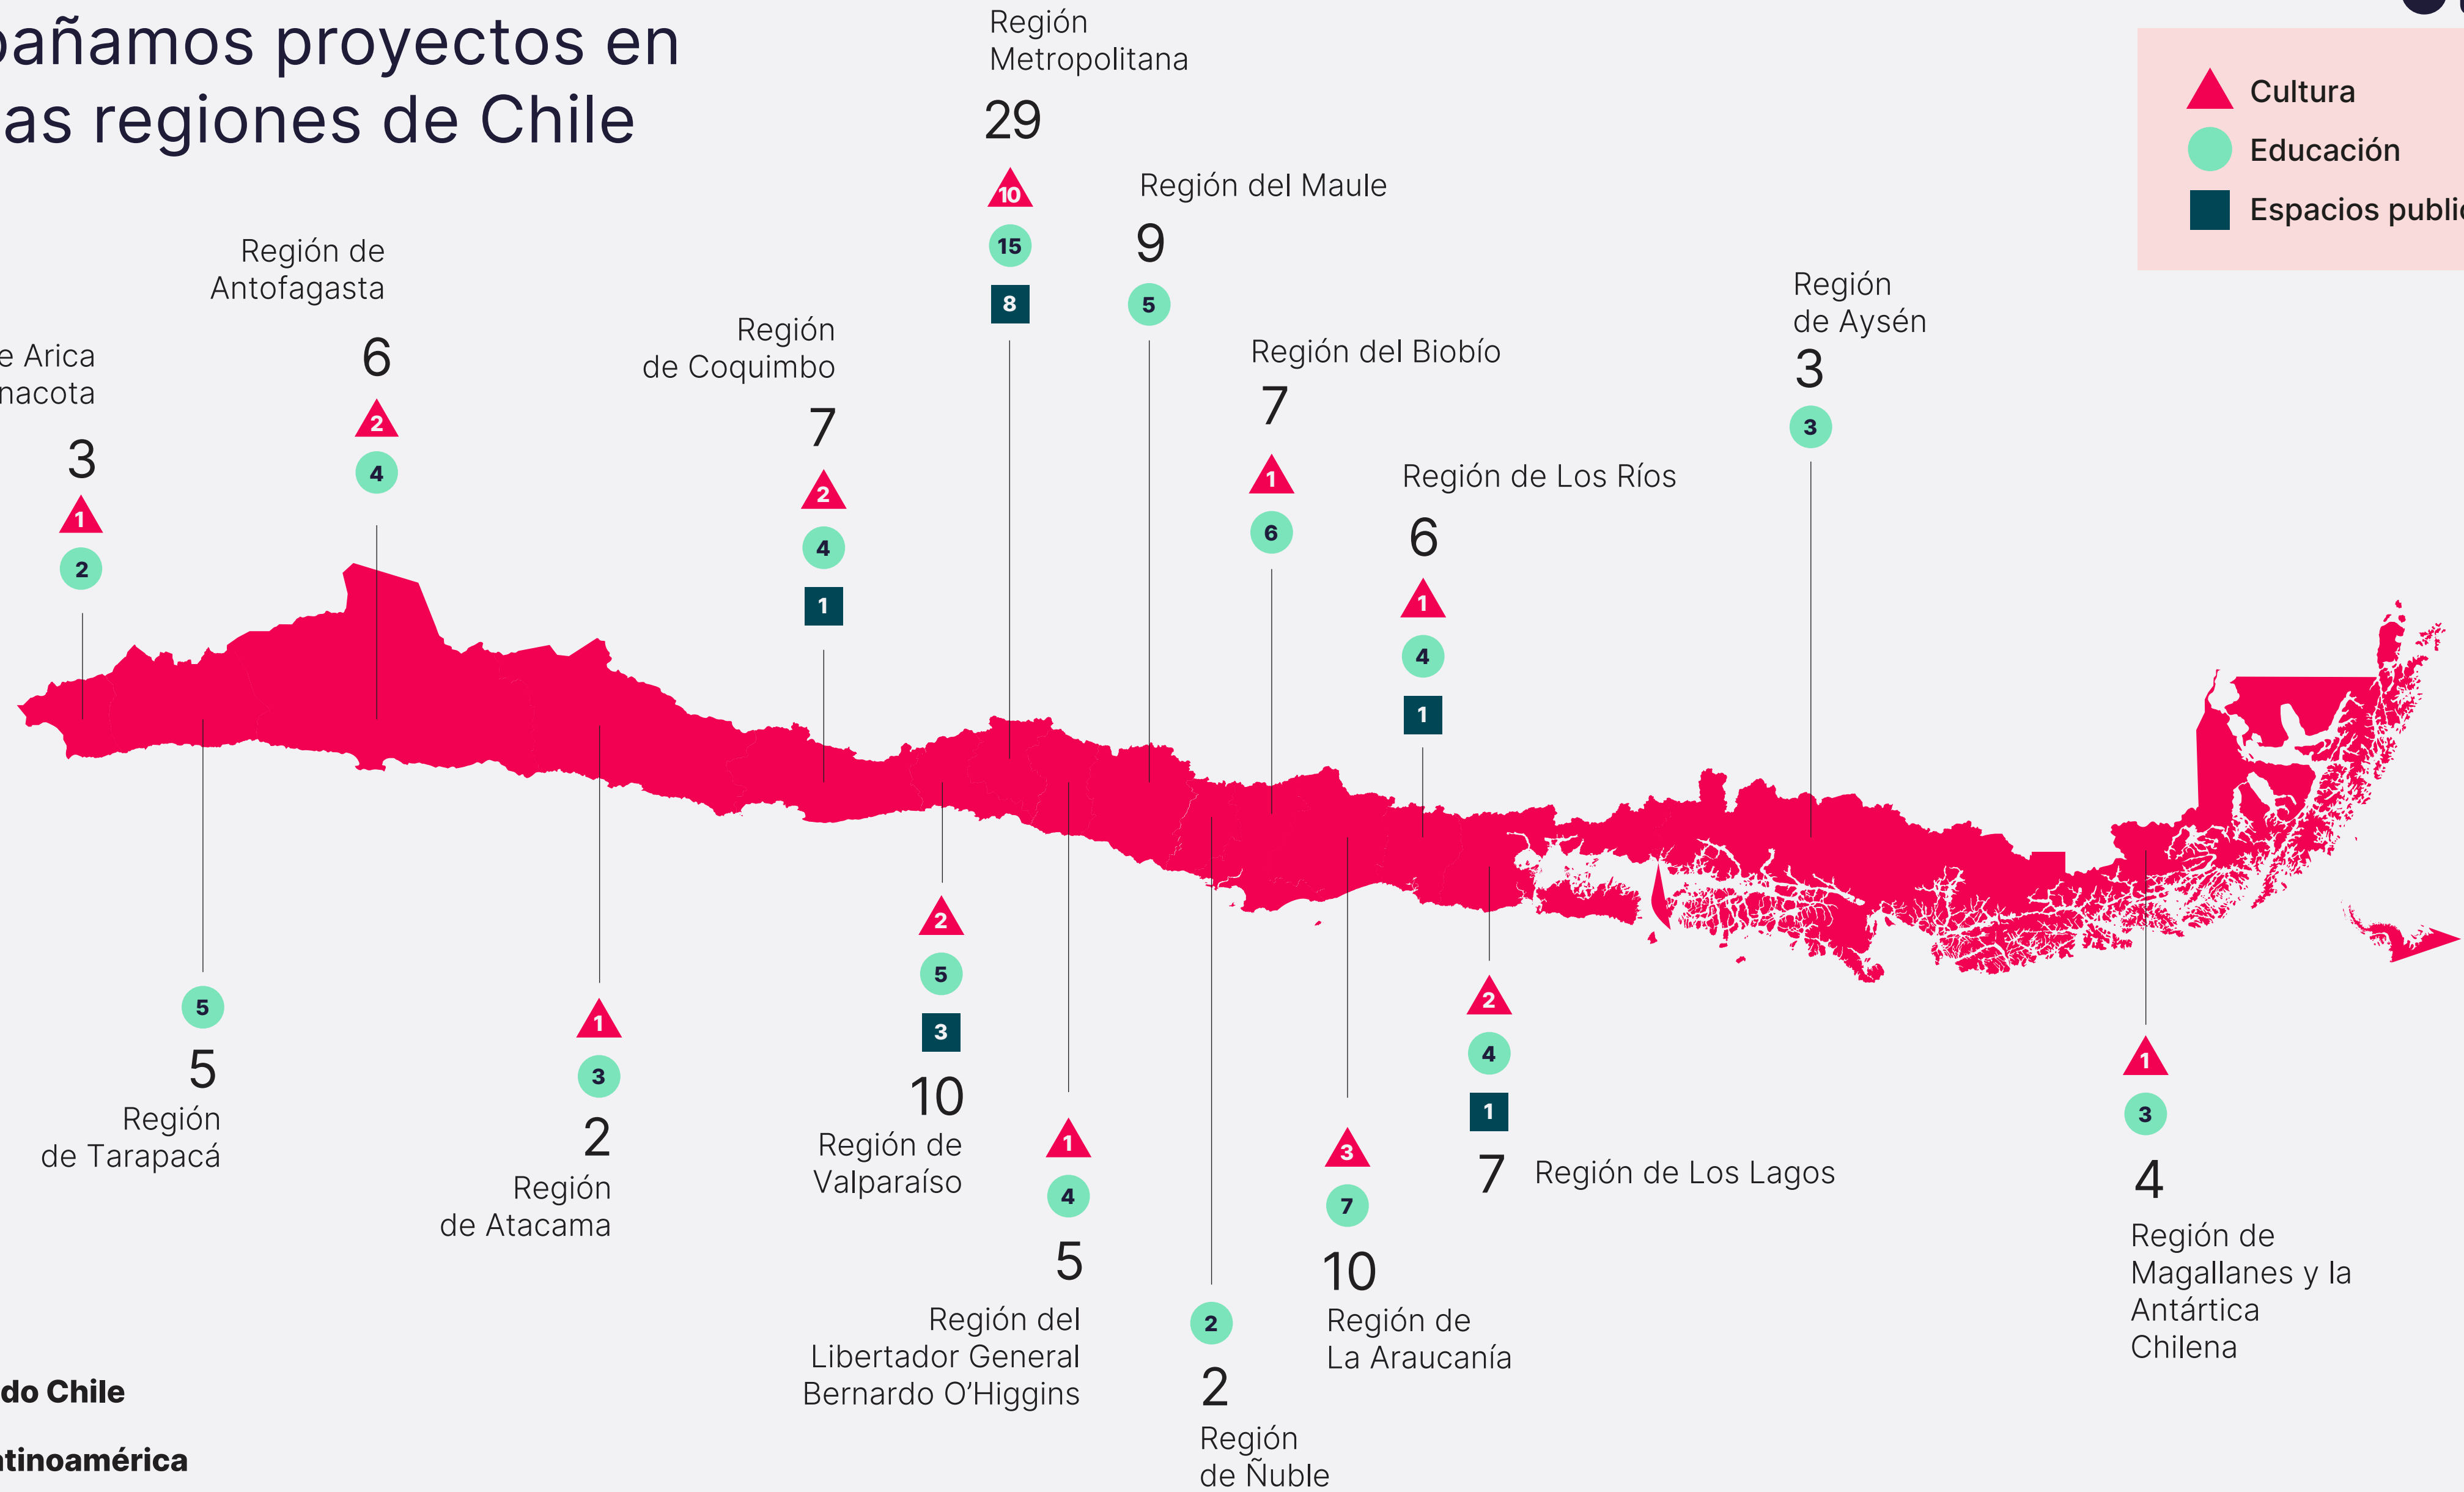 pañamos proyectos en
as regiones de Chile
Cultura
Educación
Espacios public
e Arica
nacota
3
1
2
Región de
Antofagasta
6
2
4
Región
de Coquimbo
7
2
4
1
Región
Metropolitana
29
10
15
8
Región del Maule
9
5
Región del Biobío
7
1
6
Región de Los Ríos
6
1
4
1
Región
de Aysén
3
3
5
5
Región
de Tarapacá
1
3
2
Región
de Atacama
2
5
3
10
Región de
Valparaíso
1
4
5
Región del
Libertador General
Bernardo O’Higgins
2
2
Región
de Ñuble
3
7
10
Región de
La Araucanía
2
4
1
7 Región de Los Lagos
1
3
4
Región de
Magallanes y la
Antártica
Chilena
do Chile
atinoamérica